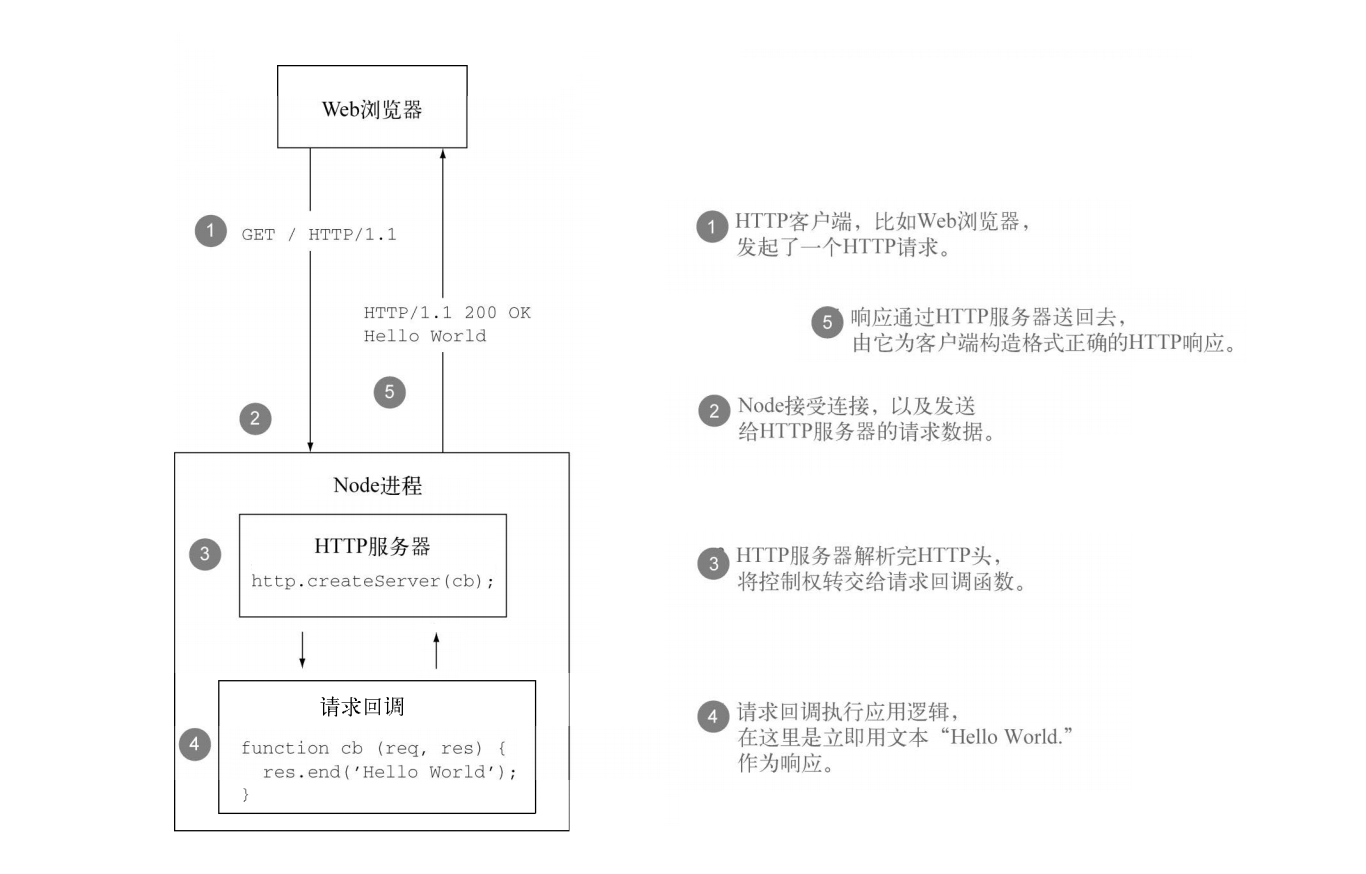 Web浏览器
1
GET / HTTP/1.1
HTTP/1.1 200 OK
Hello World
5
2
Node进程
3
HTTP服务器
http.createServer(cb);
请求回调
4
function cb (req, res) {
res.end('Hello World');
}
1 HTTP客户端，比如Web浏览器，
发起了一个HTTP请求。
5 响应通过HTTP服务器送回去，
由它为客户端构造格式正确的HTTP响应。
2 Node接受连接，以及发送
给HTTP服务器的请求数据。
3 HTTP服务器解析完HTTP头，
将控制权转交给请求回调函数。
4 请求回调执行应用逻辑，
在这里是立即用文本“Hello World.”
作为响应。